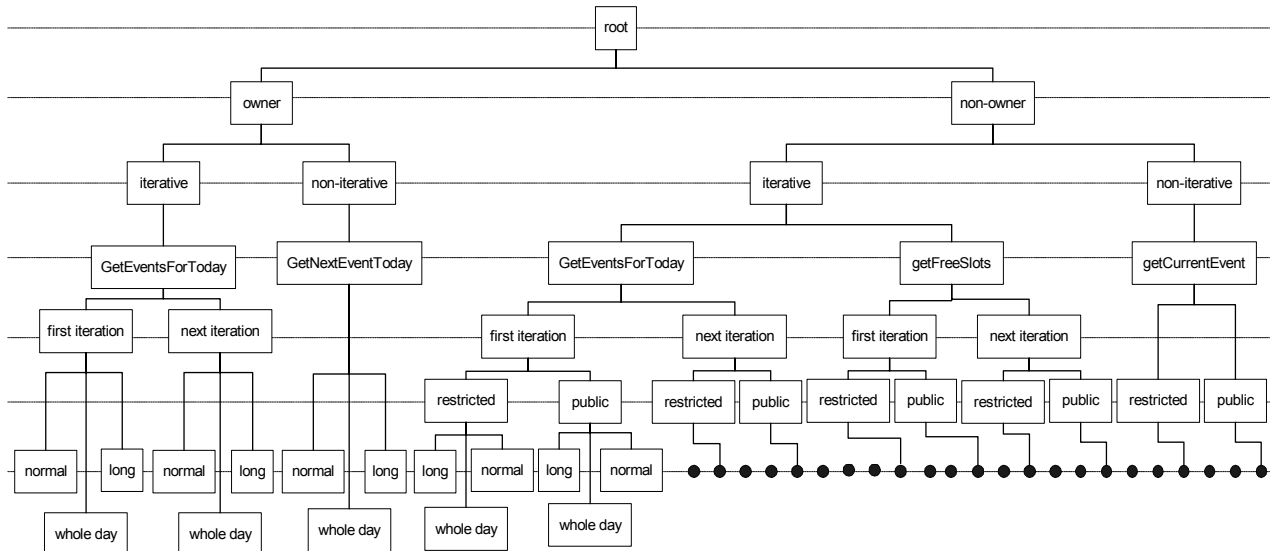 root
owner
non-owner
iterative
non-iterative
iterative
non-iterative
GetEventsForToday
GetNextEventToday
GetEventsForToday
getFreeSlots
getCurrentEvent
first iteration
next iteration
first iteration
next iteration
first iteration
next iteration
restricted
public
restricted
public
restricted
public
restricted
public
restricted
public
normal
long
normal
long
normal
long
long
normal
long
normal
whole day
whole day
whole day
whole day
whole day